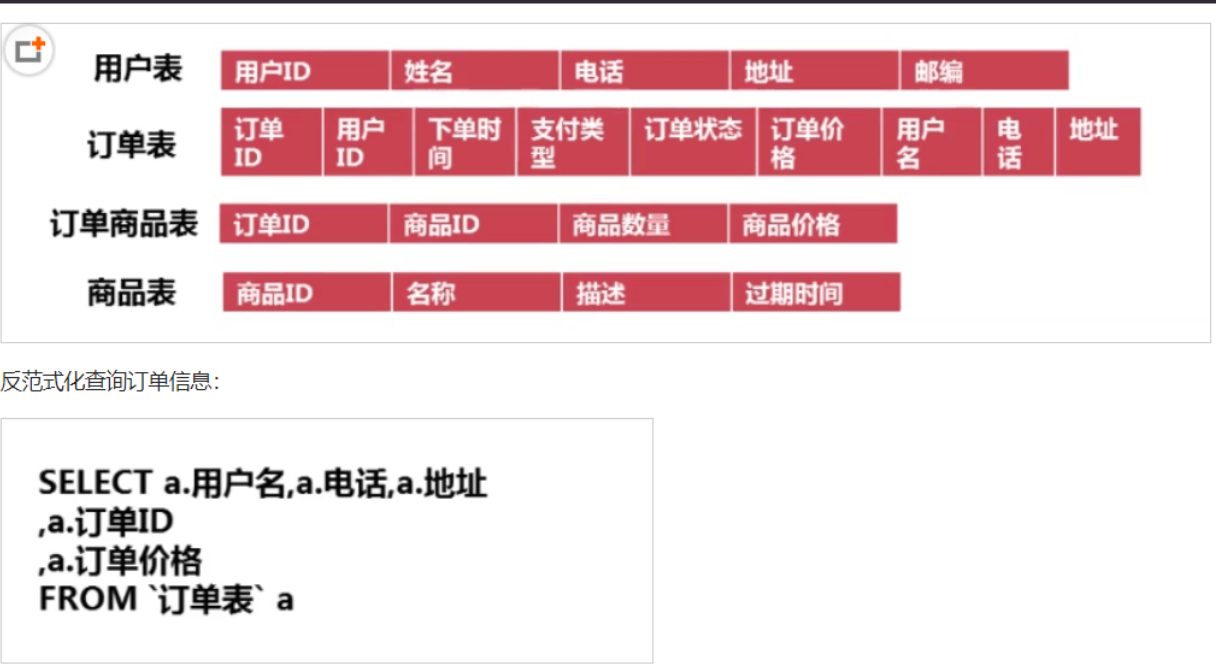 用户表 用户ID 姓名 电话 地址 邮编
订单表 订单ID 用户ID 下单时间 支付类型 订单状态 订单价格 用户名 电话 地址
订单商品表 订单ID 商品ID 商品数量 商品价格
商品表 商品ID 名称 描述 过期时间
反范式化查询订单信息：
SELECT a.用户名,a.电话,a.地址
,a.订单ID
,a.订单价格
FROM `订单表` a